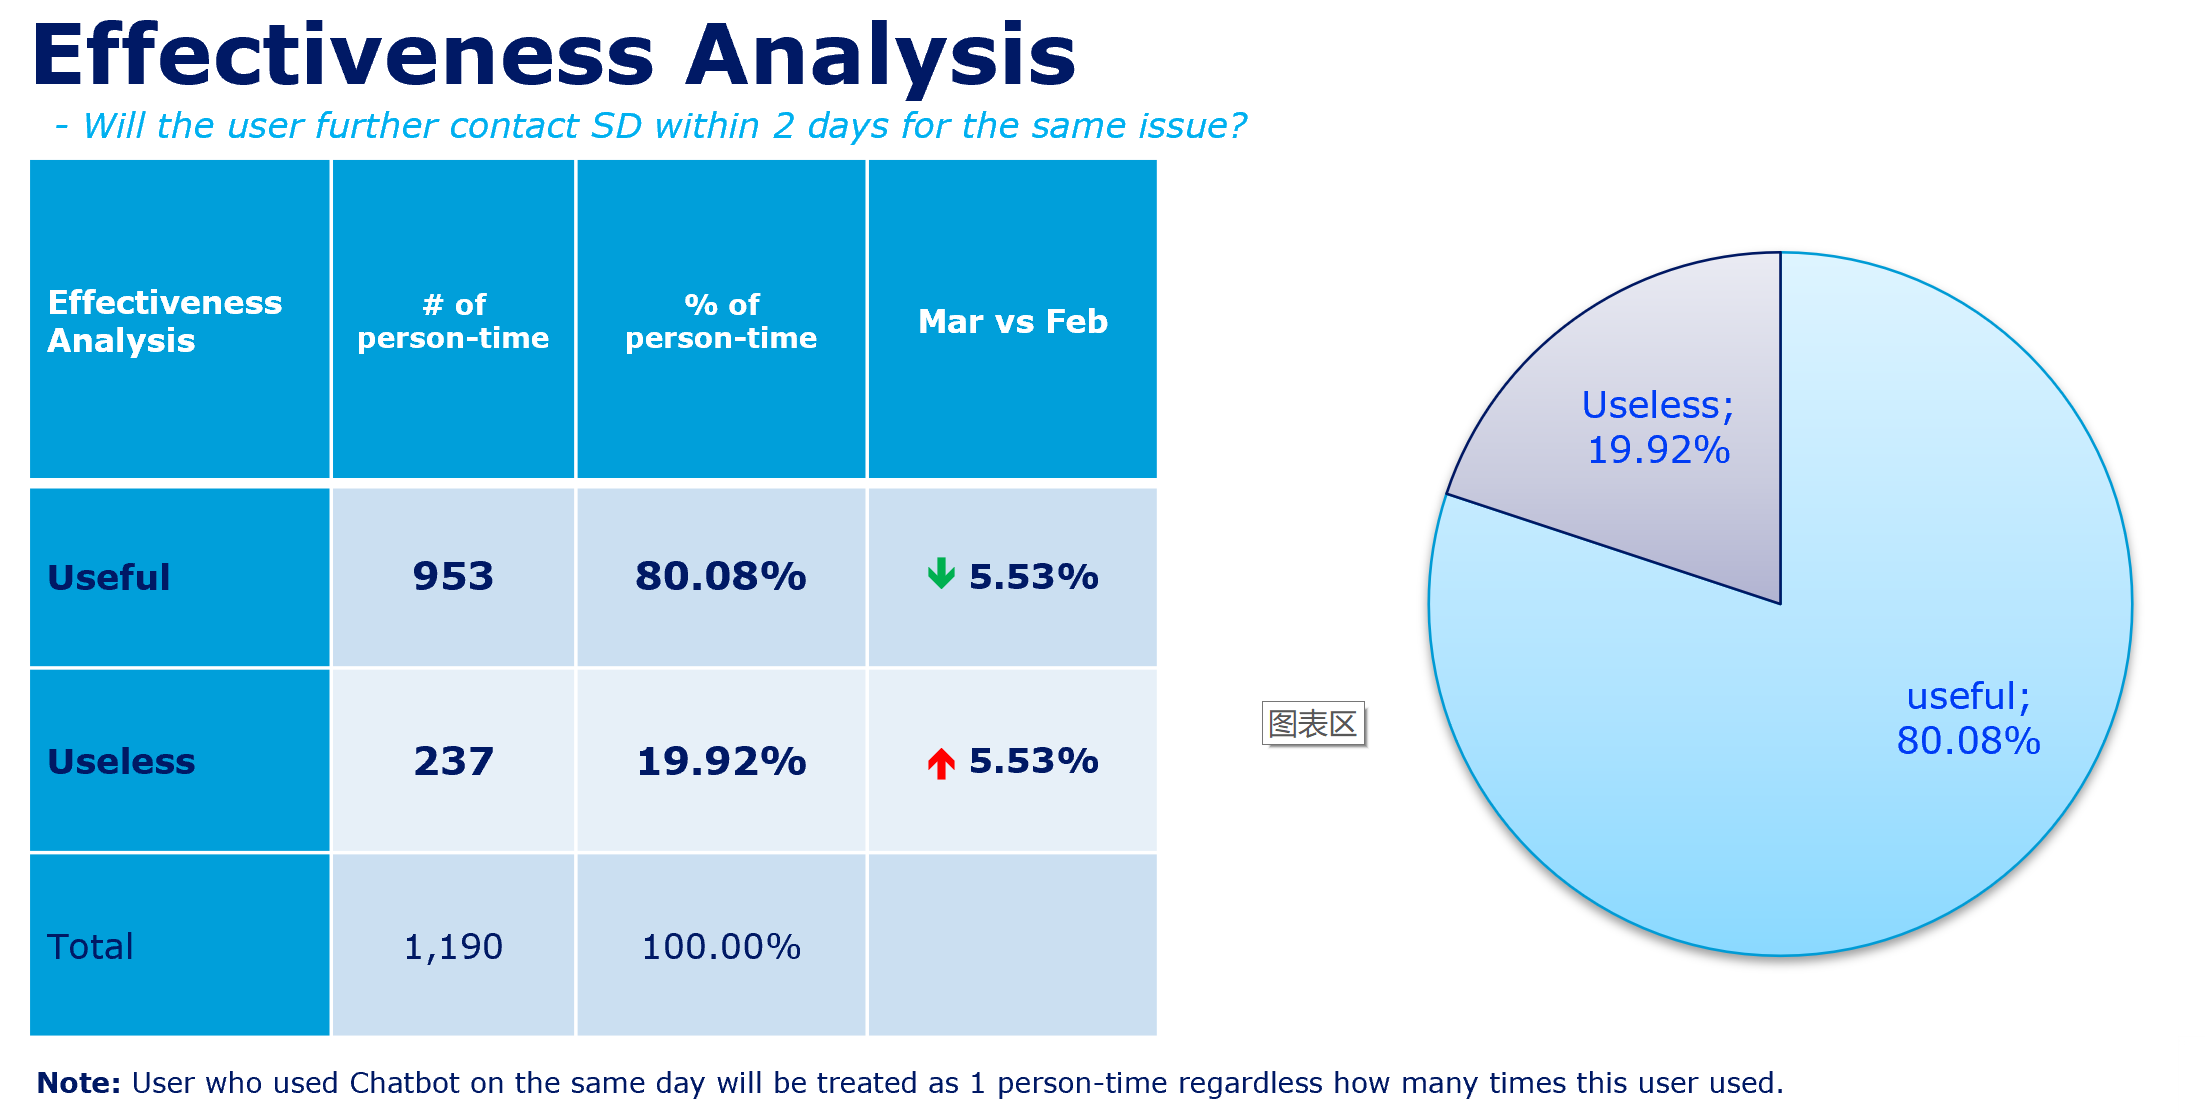 Effectiveness Analysis
- Will the user further contact SD within 2 days for the same issue?
Effectiveness
Analysis
# of
person-time
% of
person-time
Mar vs Feb
Useful
953
80.08%
5.53%
Useless
237
19.92%
5.53%
Total
1,190
100.00%
Useless;
19.92%
useful;
80.08%
图表区
Note: User who used Chatbot on the same day will be treated as 1 person-time regardless how many times this user used.